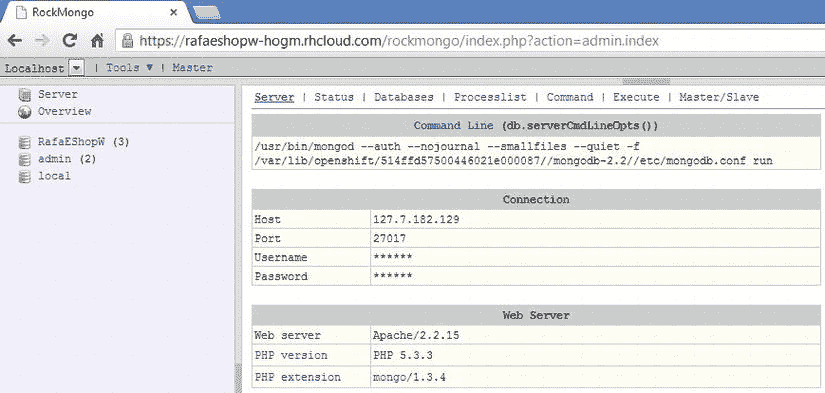 RockMongo
https://rafaeshopw-hogm.rhcloud.com/rockmongo/index.php?action=admin.index
Localhost | Tools ▼ | Master
Server
Overview
RafaEShopW (3)
admin (2)
local
Server | Status | Databases | Processlist | Command | Execute | Master/Slave
Command Line (db.serverCmdLineOpts())
/usr/bin/mongod --auth --nojournal --smallfiles --quiet -f
/var/lib/openshift/514ffd57500446021e000087//mongodb-2.2//etc/mongodb.conf run
Connection
Host 127.7.182.129
Port 27017
Username ******
Password ******
Web Server
Web server Apache/2.2.15
PHP version PHP 5.3.3
PHP extension mongo/1.3.4